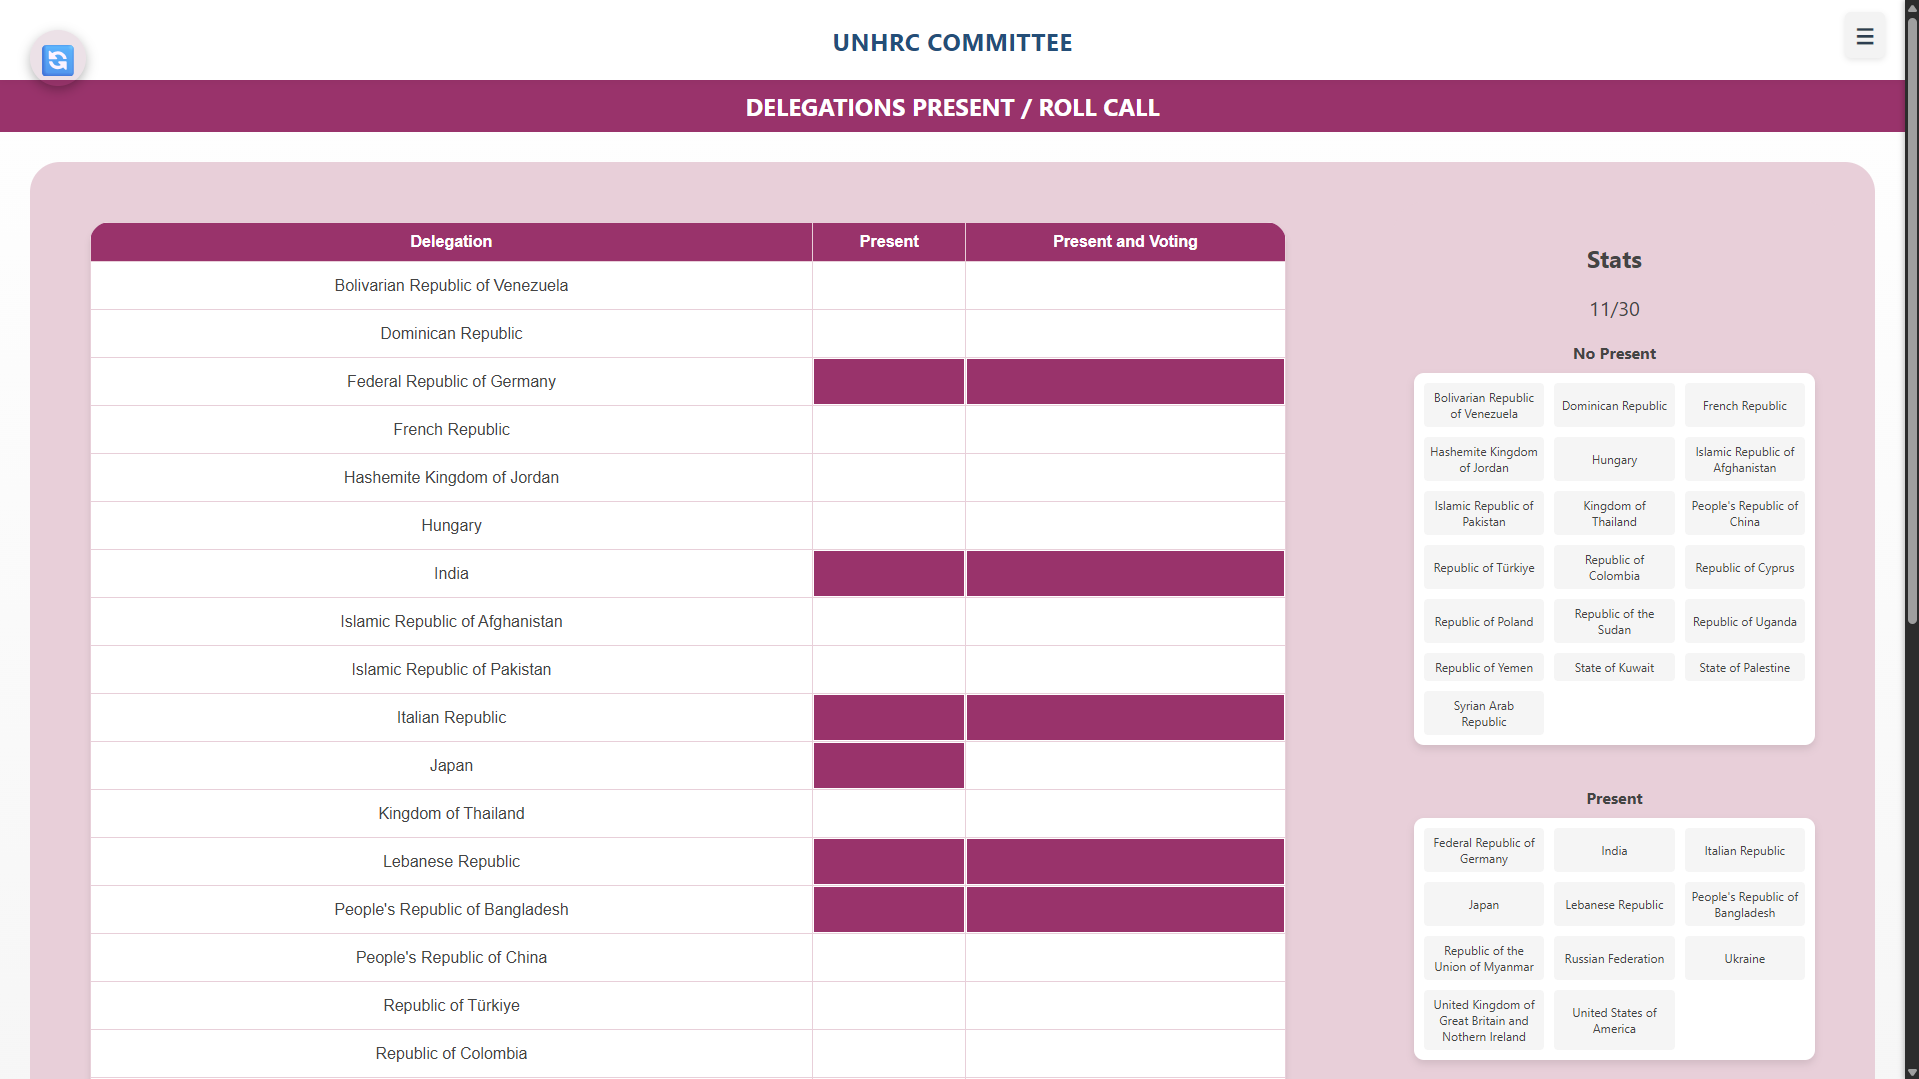 UNHRC COMMITTEE
☰
DELEGATIONS PRESENT / ROLL CALL
Delegation Present Present and Voting
Bolivarian Republic of Venezuela
Dominican Republic
Federal Republic of Germany
French Republic
Hashemite Kingdom of Jordan
Hungary
India
Islamic Republic of Afghanistan
Islamic Republic of Pakistan
Italian Republic
Japan
Kingdom of Thailand
Lebanese Republic
People's Republic of Bangladesh
People's Republic of China
Republic of Türkiye
Republic of Colombia
Stats
11/30
No Present
Bolivarian Republic
of Venezuela
Dominican Republic
French Republic
Hashemite Kingdom
of Jordan
Hungary
Islamic Republic of
Afghanistan
Islamic Republic of
Pakistan
Kingdom of
Thailand
People's Republic of
China
Republic of Türkiye
Republic of
Colombia
Republic of Cyprus
Republic of Poland
Republic of the
Sudan
Republic of Uganda
Republic of Yemen
State of Kuwait
State of Palestine
Syrian Arab
Republic
Present
Federal Republic of
Germany
India
Italian Republic
Japan
Lebanese Republic
People's Republic of
Bangladesh
Republic of the
Union of Myanmar
Russian Federation
Ukraine
United Kingdom of
Great Britain and
Nothern Ireland
United States of
America